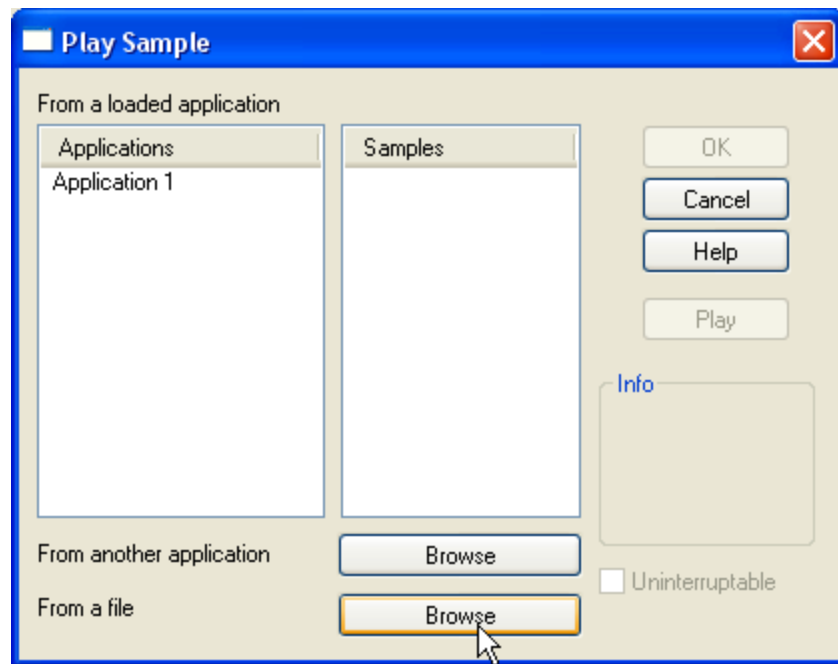 Play Sample
From a loaded application
Applications
Samples
Application 1
OK
Cancel
Help
Play
Info
From another application
Browse
Uninterruptable
From a file
Browse